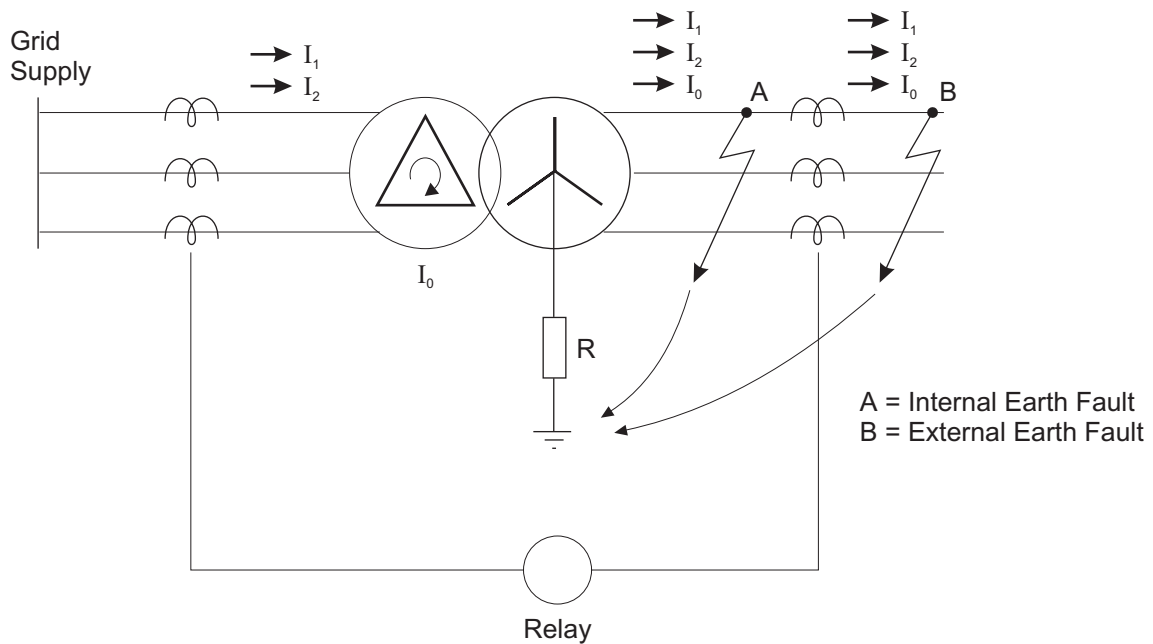 Grid
Supply
I₁
I₂
I₁
I₂
I₀
I₁
I₂
I₀
A
B
I₀
R
A = Internal Earth Fault
B = External Earth Fault
Relay